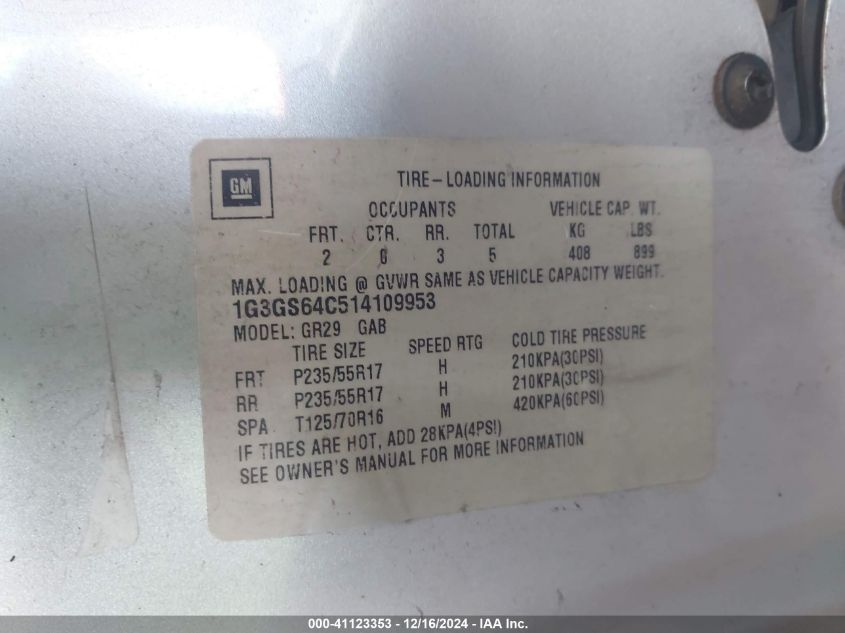 GM
TIRE-LOADING INFORMATION
OCCUPANTS VEHICLE CAP. WT.
FRT. CTR. RR. TOTAL KG LBS
2 0 3 5 408 899
MAX. LOADING @ GVWR SAME AS VEHICLE CAPACITY WEIGHT.
1G3GS64C514109953
MODEL: GR29 GAB
TIRE SIZE SPEED RTG COLD TIRE PRESSURE
FRT P235/55R17 H 210KPA(30PSI)
RR P235/55R17 H 210KPA(30PSI)
SPA T125/70R16 M 420KPA(60PSI)
IF TIRES ARE HOT, ADD 28KPA(4PSI)
SEE OWNER'S MANUAL FOR MORE INFORMATION
000-41123353 - 12/16/2024 - IAA Inc.